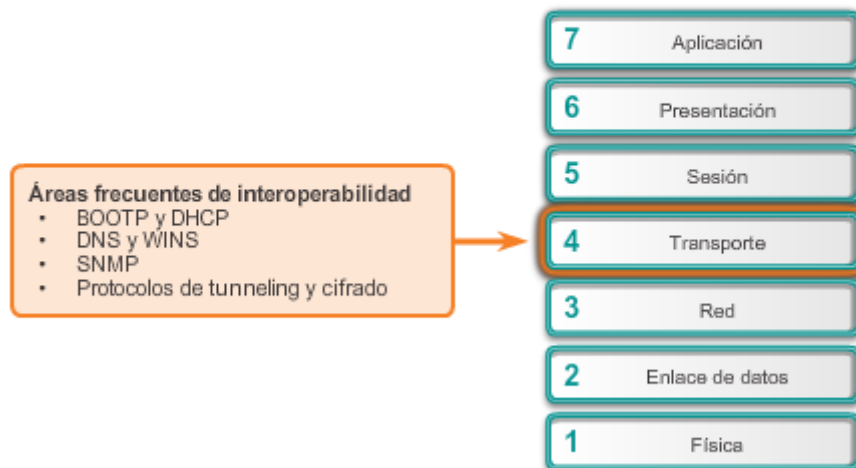 Áreas frecuentes de interoperabilidad
• BOOTP y DHCP
• DNS y WINS
• SNMP
• Protocolos de tunneling y cifrado
7 Aplicación
6 Presentación
5 Sesión
4 Transporte
3 Red
2 Enlace de datos
1 Física